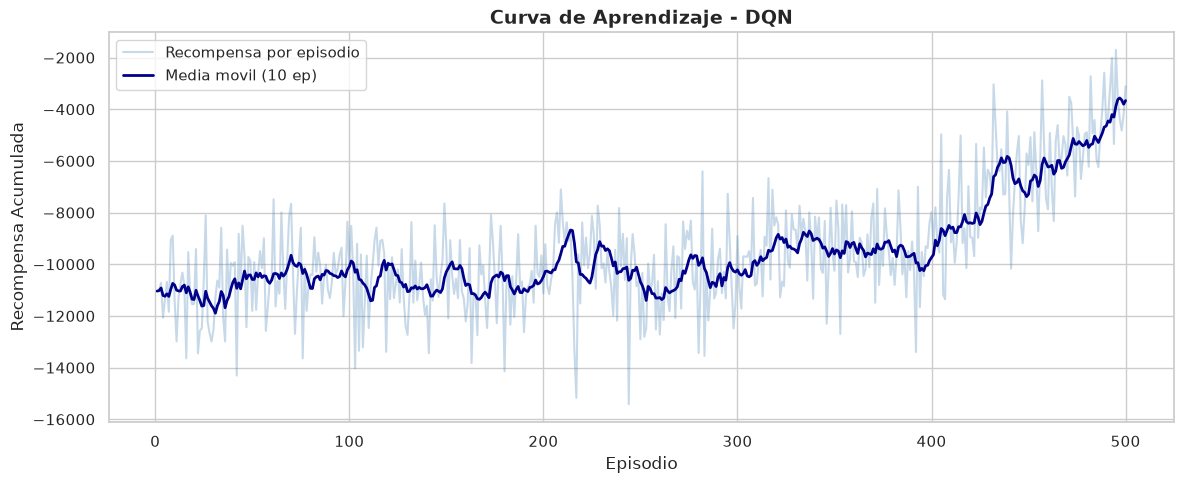 Curva de Aprendizaje - DQN
Recompensa por episodio
Media movil (10 ep)
Recompensa Acumulada
−2000
−4000
−6000
−8000
−10000
−12000
−14000
−16000
0
100
200
300
400
500
Episodio